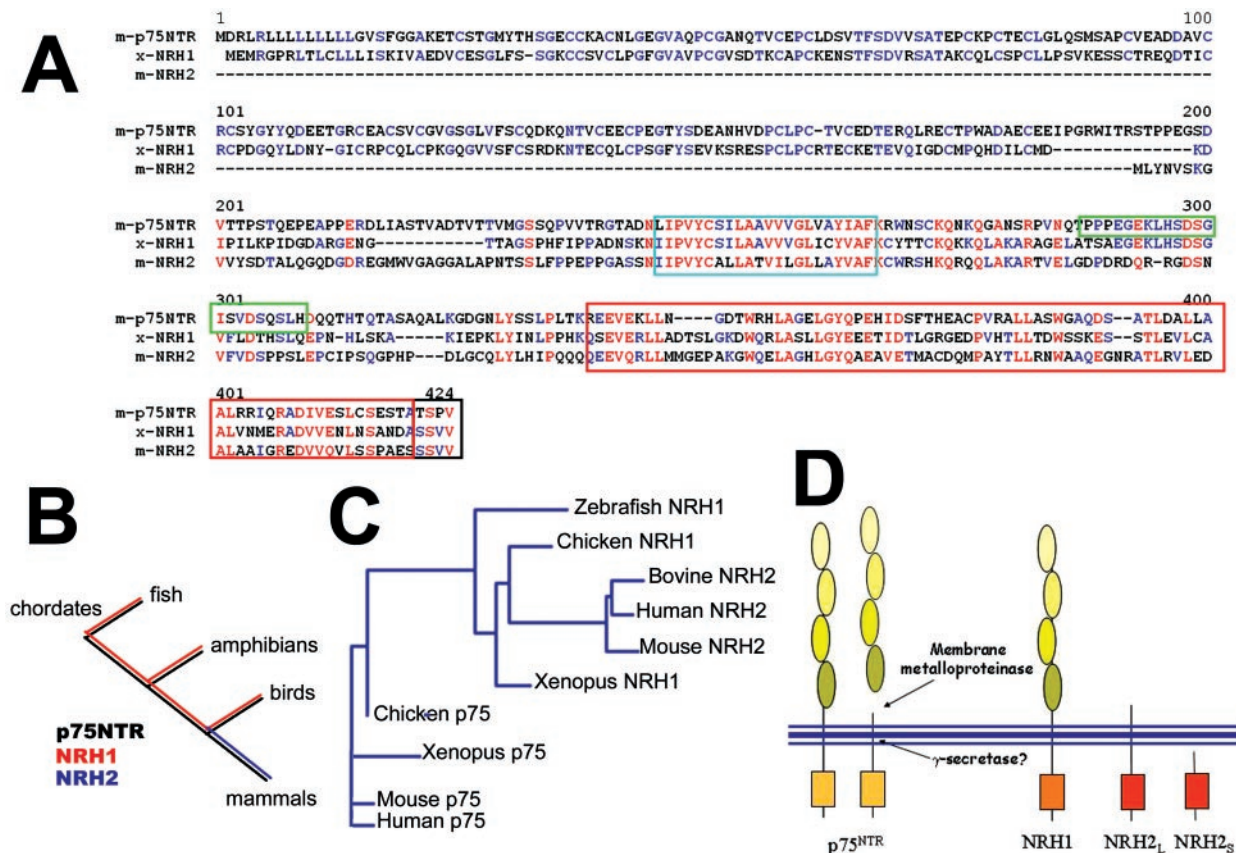 A
1 100
m-p75NTR MDRLRLLLLLLLLGVSFGGAKETCSTGMYTHSGECCKACNLGEGVAQPCGANQTVCEPCLDSVTFSDVVSATEPCKPCTECLGLQSMSAPCVEADDAVC
x-NRH1 MEMRGPRLTLCLLLISKIVAEDVCESGLFS-SGKCCSVCLPGFGVAVPCGVSDTKCAPCKENSTFSDVRSATAKCQLCSPCLLPSVKESSCTREQDTIC
m-NRH2 ----------------------------------------------------------------------------------------------------
101 200
m-p75NTR RCSYGYYQDEETGRCEACSVCGVGSGLVFSCQDKQNTVCEECPEGTYSDEANHVDPCLPC-TVCEDTERQLRECTPWADAECEEIPGRWITRSTPPEGSD
x-NRH1 RCPDGQYLDNY-GICRPCQLCPKGQGVVSFCSRDKNTECQLCPSGFYSEVKSRESPCLPCRTECKETEVQIGDCMPQHDILCMD--------------KD
m-NRH2 --------------------------------------------------------------------------------------------MLYNVSKG
201 300
m-p75NTR VTTPSTQEPEAPPERDLIASTVADTVTTVMGSSQPVVTRGTADNLIPVYCSILAAVVVGLVAYIAFKRWNSCKQNKQGANSRPVNQTPPPEGEKLHSDSG
x-NRH1 IPILKPIDGDARGENG-----------TTAGSPHFIPPADNSKNIIPVYCSILAAVVVGLICYVAFKCYTTCKQKKQLAKARAGELATSAEGEKLHSDSG
m-NRH2 VVYSDTALQGQDGDREGMWVGAGGALAPNTSSLFPPEPPGASSNIIPVYCALLATVILGLLAYVAFKCWRSHKQRQQLAKARTVELGDPDRDQR-RGDSN
301 400
m-p75NTR ISVDSQSLHDQQTHTQTASAQALKGDGNLYSSLPLTKREEVEKLLN----GDTWRHLAGELGYQPEHIDSFTHEACPVRALLASWGAQDS--ATLDALLA
x-NRH1 VFLDTHSLQEPN-HLSKA----KIEPKLYINLPPHKQSEVERLLADTSLGKDWQSLASLLGYEEETIDTLGRGEDPVHTLLTDWSSKES--STLEVLCA
m-NRH2 VFVDSPPSLEPCIPSQGPHP--DLGCQLYLHIPQQQQEEVQRLLMMGEPAKGWQELAGHLGYQAEAVETMACDQMPAYTLLRNWAAQEGNRATLRVLED
401 424
m-p75NTR ALRRIQRADIVESLCSESTATSPV
x-NRH1 ALVNMERADVVENLNSANDASSVV
m-NRH2 ALAAIGREDVVQVLSSPAESSSVV
B
chordates
fish
amphibians
birds
mammals
p75NTR
NRH1
NRH2
C
Zebrafish NRH1
Chicken NRH1
Bovine NRH2
Human NRH2
Mouse NRH2
Xenopus NRH1
Chicken p75
Xenopus p75
Mouse p75
Human p75
D
Membrane
metalloproteinase
γ-secretase?
p75NTR
NRH1
NRH2L
NRH2S